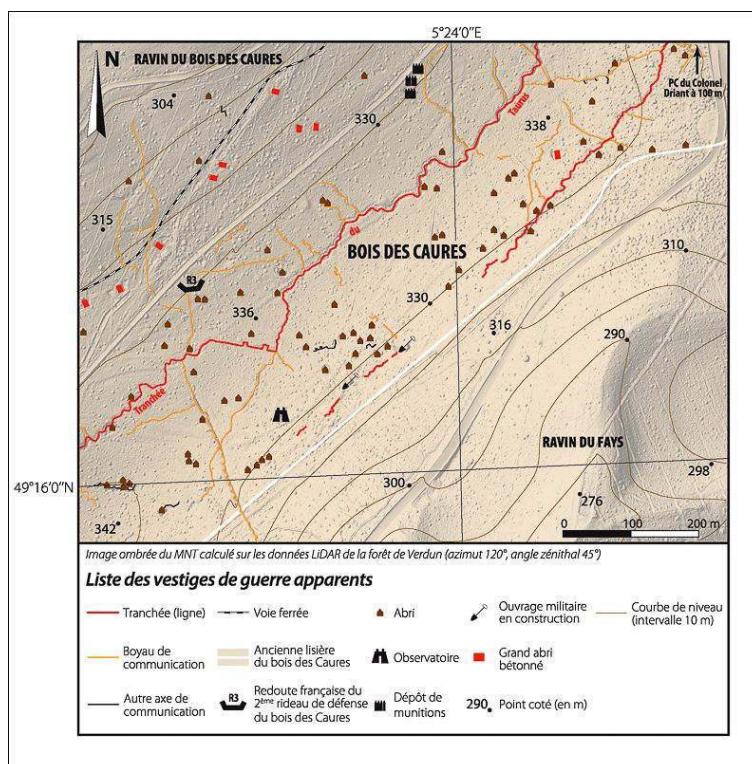 5°24'0"E
N
RAVIN DU BOIS DES CAURES
PC du Colonel
Driant à 100 m
304
330
338
Taurus
du
315
BOIS DES CAURES
310
R3
330
336
316
290
Tranchée
RAVIN DU FAYS
298
49°16'0"N
300
276
342
0 100 200 m
Image ombrée du MNT calculé sur les données LiDAR de la forêt de Verdun (azimut 120°, angle zénithal 45°)
Liste des vestiges de guerre apparents
Tranchée (ligne)
Voie ferrée
Abri
Ouvrage militaire
en construction
Courbe de niveau
(intervalle 10 m)
Boyau de
communication
Ancienne lisière
du bois des Caures
Observatoire
Grand abri
bétonné
Autre axe de
communication
R3
Redoute française du
2ème rideau de défense
du bois des Caures
Dépôt de
munitions
290
Point coté (en m)